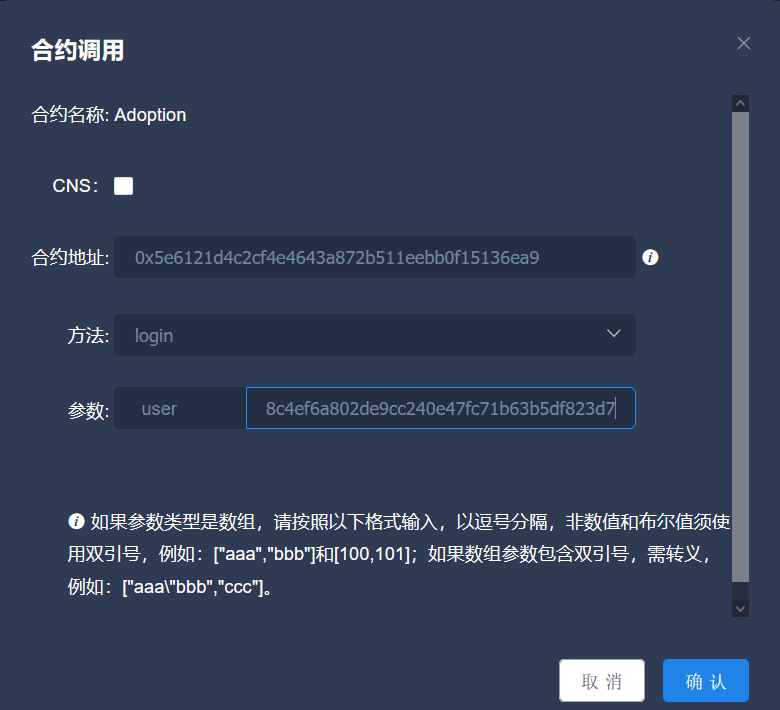 合约调用
合约名称: Adoption
CNS：
合约地址: 0x5e6121d4c2cf4e4643a872b511eebb0f15136ea9
方法: login
参数: user 8c4ef6a802de9cc240e47fc71b63b5df823d7
如果参数类型是数组，请按照以下格式输入，以逗号分隔，非数值和布尔值须使
用双引号，例如：["aaa","bbb"]和[100,101]；如果数组参数包含双引号，需转义，
例如：["aaa\"bbb","ccc"]。
取 消 确 认